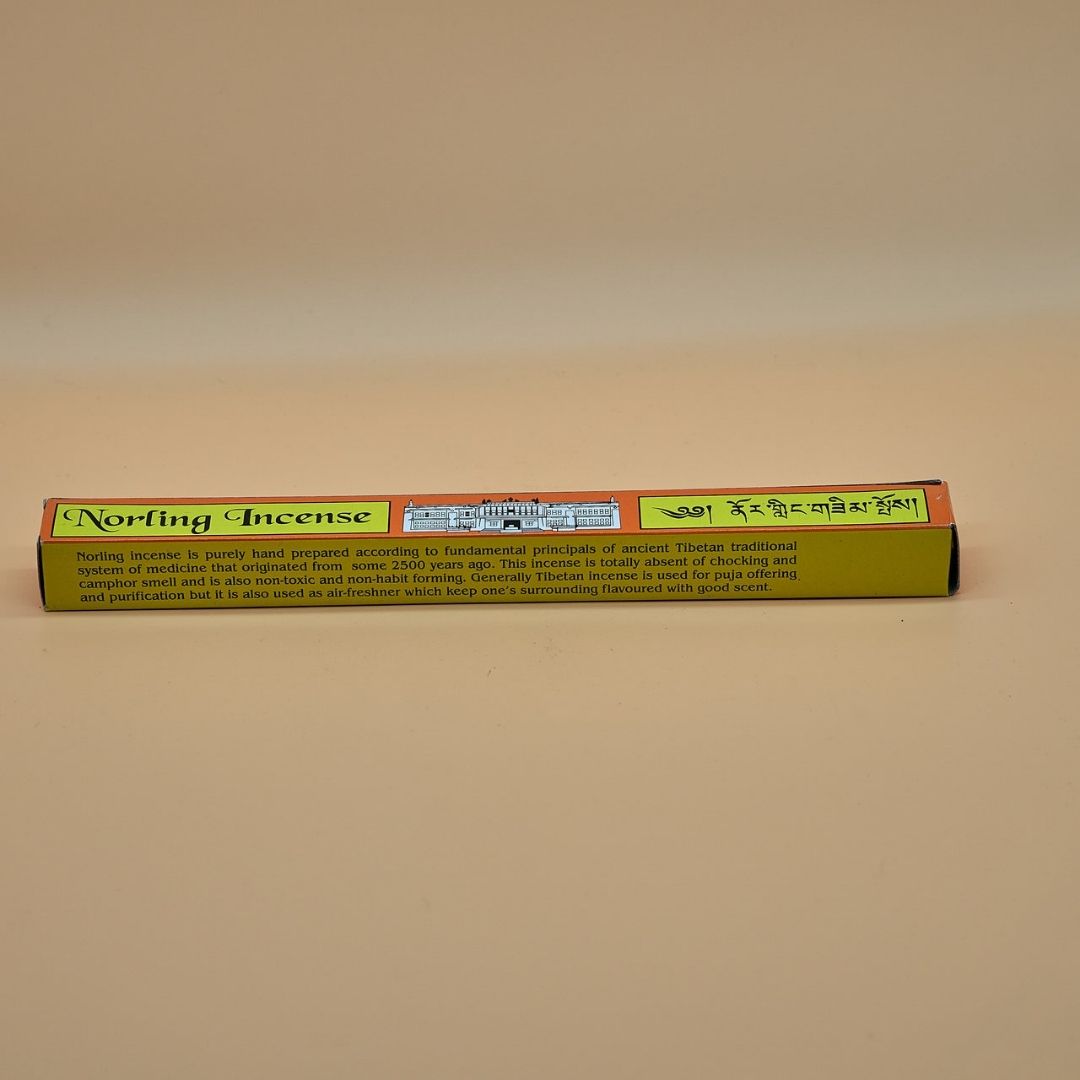 Norling Incense
༄༅། ནོར་གླིང་གཟིམ་སྤོས།
Norling incense is purely hand prepared according to fundamental principals of ancient Tibetan traditional
system of medicine that originated from some 2500 years ago. This incense is totally absent of chocking and
camphor smell and is also non-toxic and non-habit forming. Generally Tibetan incense is used for puja offering
and purification but it is also used as air-freshner which keep one's surrounding flavoured with good scent.